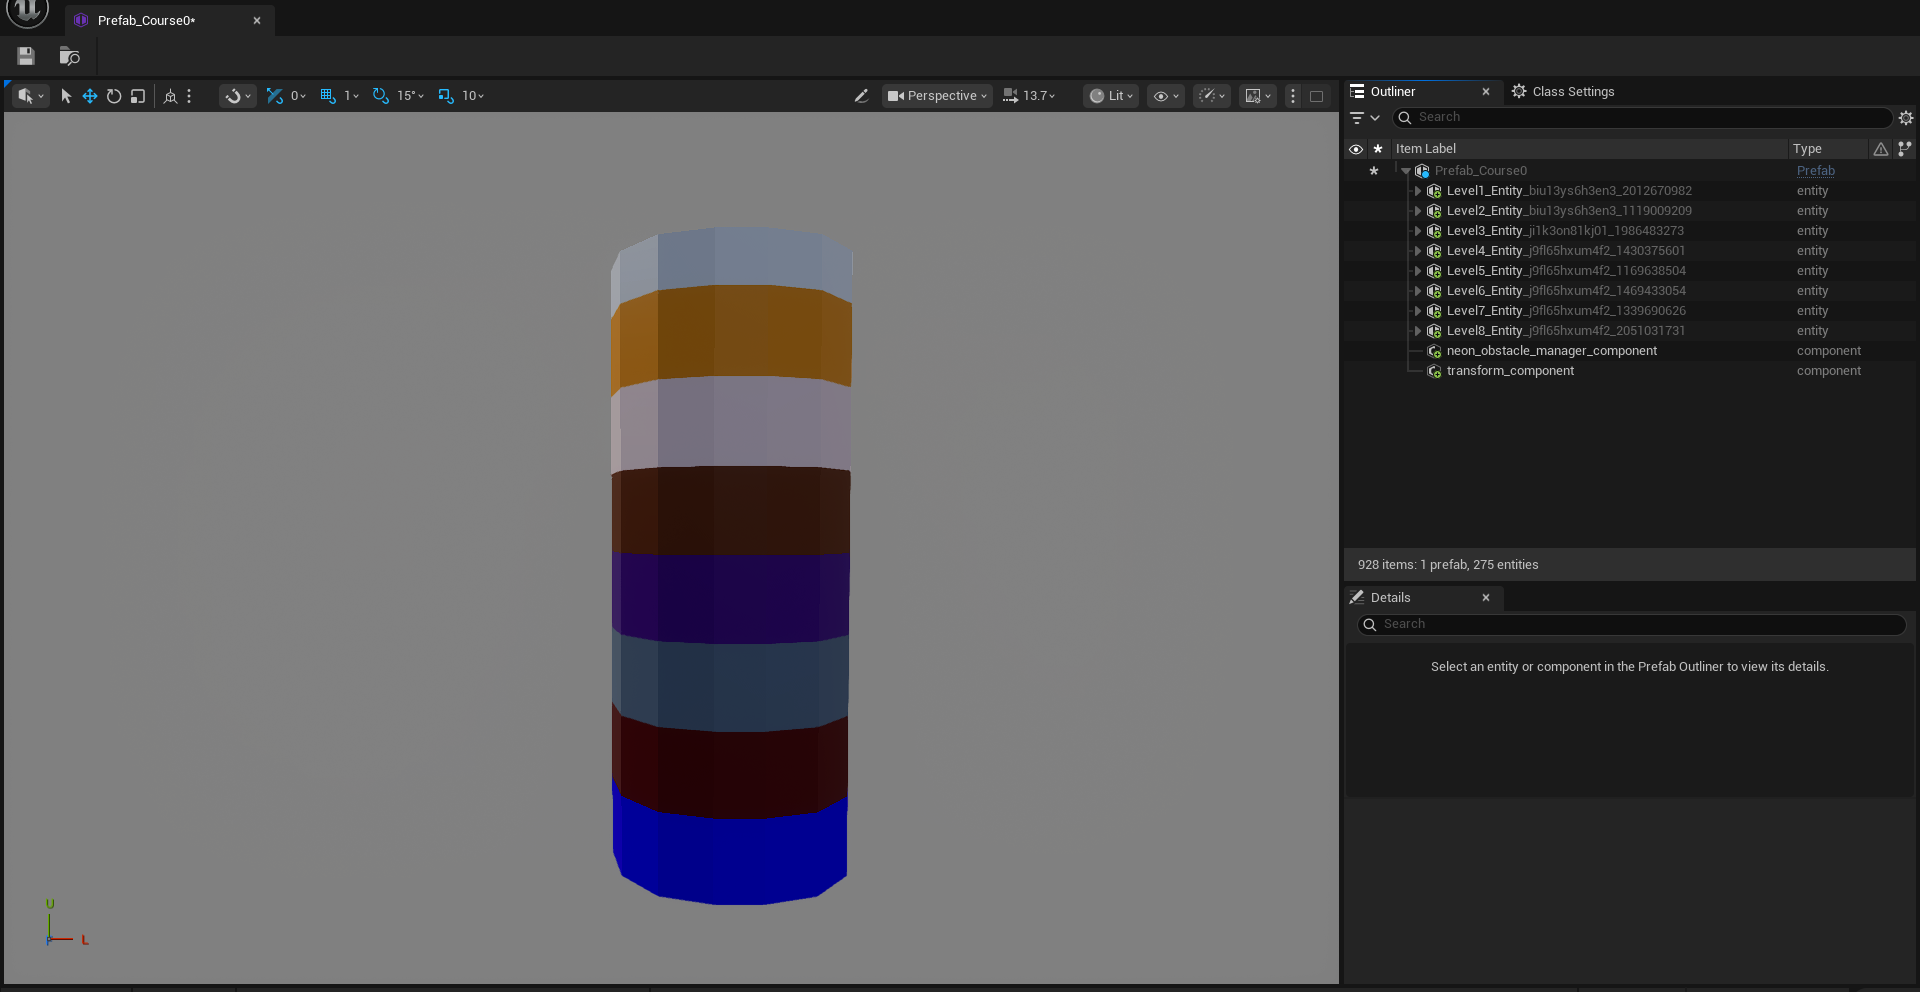 Prefab_Course0*
0
1
15°
10
Perspective
13.7
Lit
Outliner
Class Settings
Search
Item Label
Type
Prefab_Course0
Prefab
Level1_Entity_biu13ys6h3en3_2012670982
entity
Level2_Entity_biu13ys6h3en3_1119009209
entity
Level3_Entity_ji1k3on81kj01_1986483273
entity
Level4_Entity_j9fl65hxum4f2_1430375601
entity
Level5_Entity_j9fl65hxum4f2_1169638504
entity
Level6_Entity_j9fl65hxum4f2_1469433054
entity
Level7_Entity_j9fl65hxum4f2_1339690626
entity
Level8_Entity_j9fl65hxum4f2_2051031731
entity
neon_obstacle_manager_component
component
transform_component
component
928 items: 1 prefab, 275 entities
Details
Search
Select an entity or component in the Prefab Outliner to view its details.
U
F
L